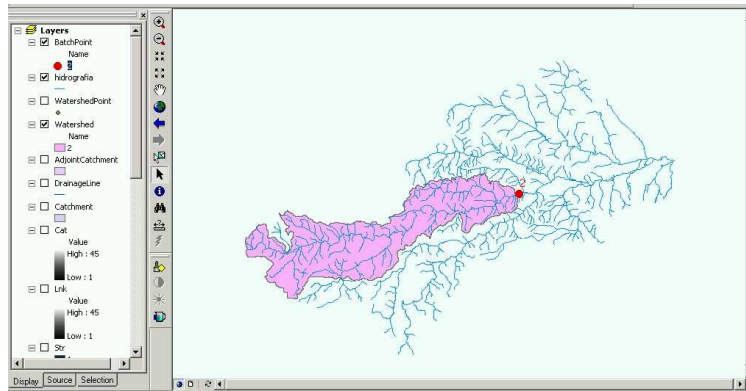 Layers
BatchPoint
Name
2
hidrografia
WatershedPoint
Watershed
Name
2
AdjointCatchment
DrainageLine
Catchment
Cat
Value
High : 45
Low : 1
Lnk
Value
High : 45
Low : 1
Str
Display Source Selection
2